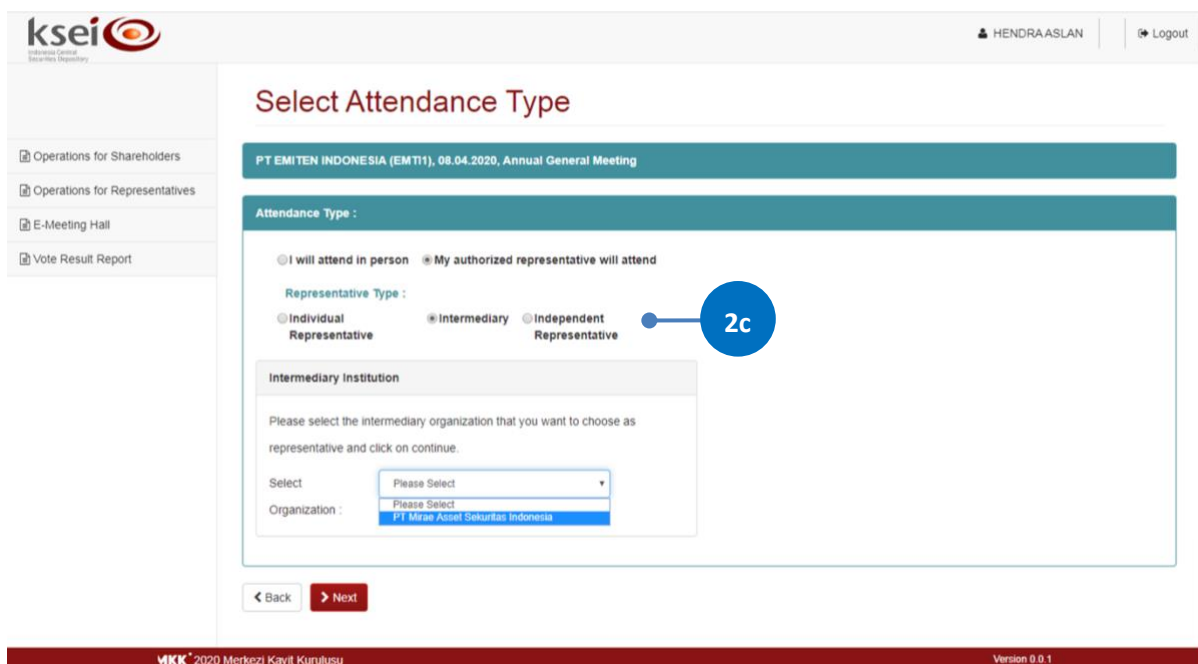 ksei
Indonesia Central
Securities Depository
HENDRA ASLAN
Logout
Select Attendance Type
Operations for Shareholders
Operations for Representatives
E-Meeting Hall
Vote Result Report
PT EMITEN INDONESIA (EMTI1), 08.04.2020, Annual General Meeting
Attendance Type :
I will attend in person My authorized representative will attend
Representative Type :
Individual Representative
Intermediary
Independent Representative
2c
Intermediary Institution
Please select the intermediary organization that you want to choose as
representative and click on continue.
Select Organization :
Please Select
Please Select
PT Mirae Asset Sekuritas Indonesia
Back
Next
MKK 2020 Merkezi Kayit Kurulusu
Version 0.0.1